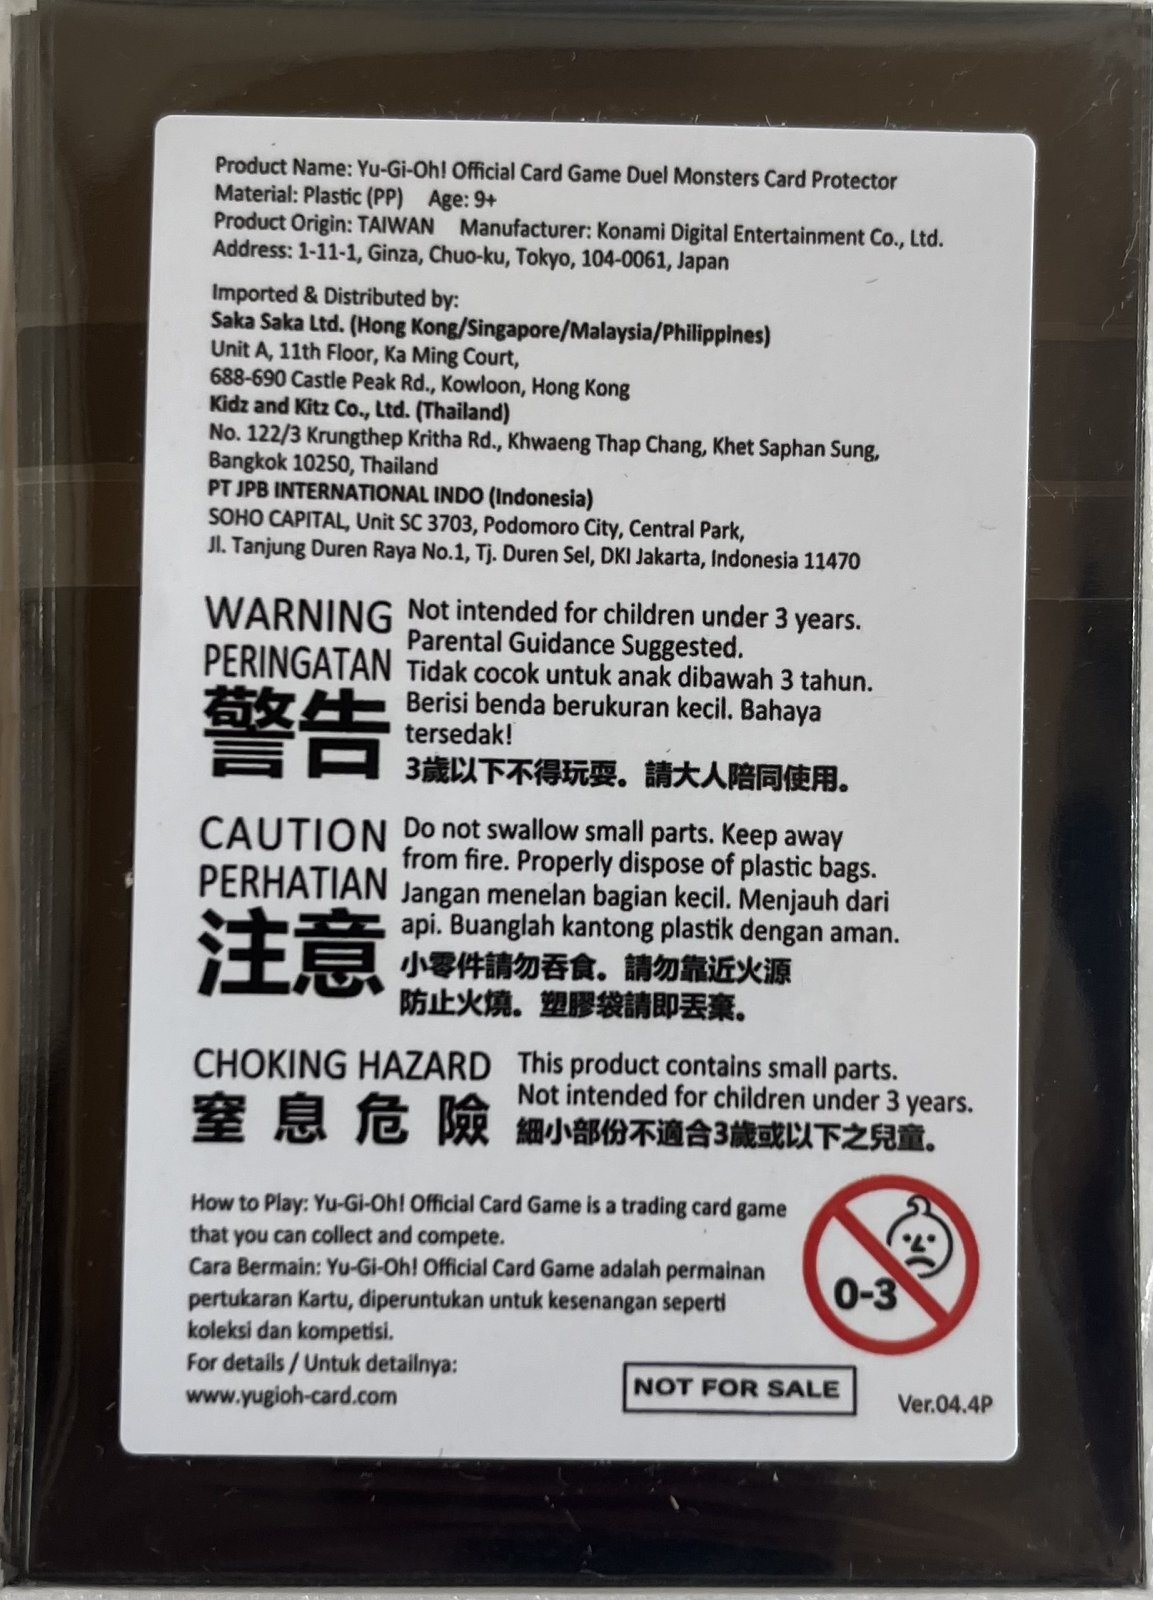 Product Name: Yu-Gi-Oh! Official Card Game Duel Monsters Card Protector
Material: Plastic (PP)    Age: 9+
Product Origin: TAIWAN    Manufacturer: Konami Digital Entertainment Co., Ltd.
Address: 1-11-1, Ginza, Chuo-ku, Tokyo, 104-0061, Japan
Imported & Distributed by:
Saka Saka Ltd. (Hong Kong/Singapore/Malaysia/Philippines)
Unit A, 11th Floor, Ka Ming Court,
688-690 Castle Peak Rd., Kowloon, Hong Kong
Kidz and Kitz Co., Ltd. (Thailand)
No. 122/3 Krungthep Kritha Rd., Khwaeng Thap Chang, Khet Saphan Sung,
Bangkok 10250, Thailand
PT JPB INTERNATIONAL INDO (Indonesia)
SOHO CAPITAL, Unit SC 3703, Podomoro City, Central Park,
Jl. Tanjung Duren Raya No.1, Tj. Duren Sel, DKI Jakarta, Indonesia 11470
WARNING
PERINGATAN
警告
Not intended for children under 3 years.
Parental Guidance Suggested.
Tidak cocok untuk anak dibawah 3 tahun.
Berisi benda berukuran kecil. Bahaya
tersedak!
3歲以下不得玩耍。請大人陪同使用。
CAUTION
PERHATIAN
注意
Do not swallow small parts. Keep away
from fire. Properly dispose of plastic bags.
Jangan menelan bagian kecil. Menjauh dari
api. Buanglah kantong plastik dengan aman.
小零件請勿吞食。請勿靠近火源
防止火燒。塑膠袋請即丟棄。
CHOKING HAZARD
窒息危險
This product contains small parts.
Not intended for children under 3 years.
細小部份不適合3歲或以下之兒童。
How to Play: Yu-Gi-Oh! Official Card Game is a trading card game
that you can collect and compete.
Cara Bermain: Yu-Gi-Oh! Official Card Game adalah permainan
pertukaran Kartu, diperuntukan untuk kesenangan seperti
koleksi dan kompetisi.
For details / Untuk detailnya:
www.yugioh-card.com
0-3
NOT FOR SALE
Ver.04.4P